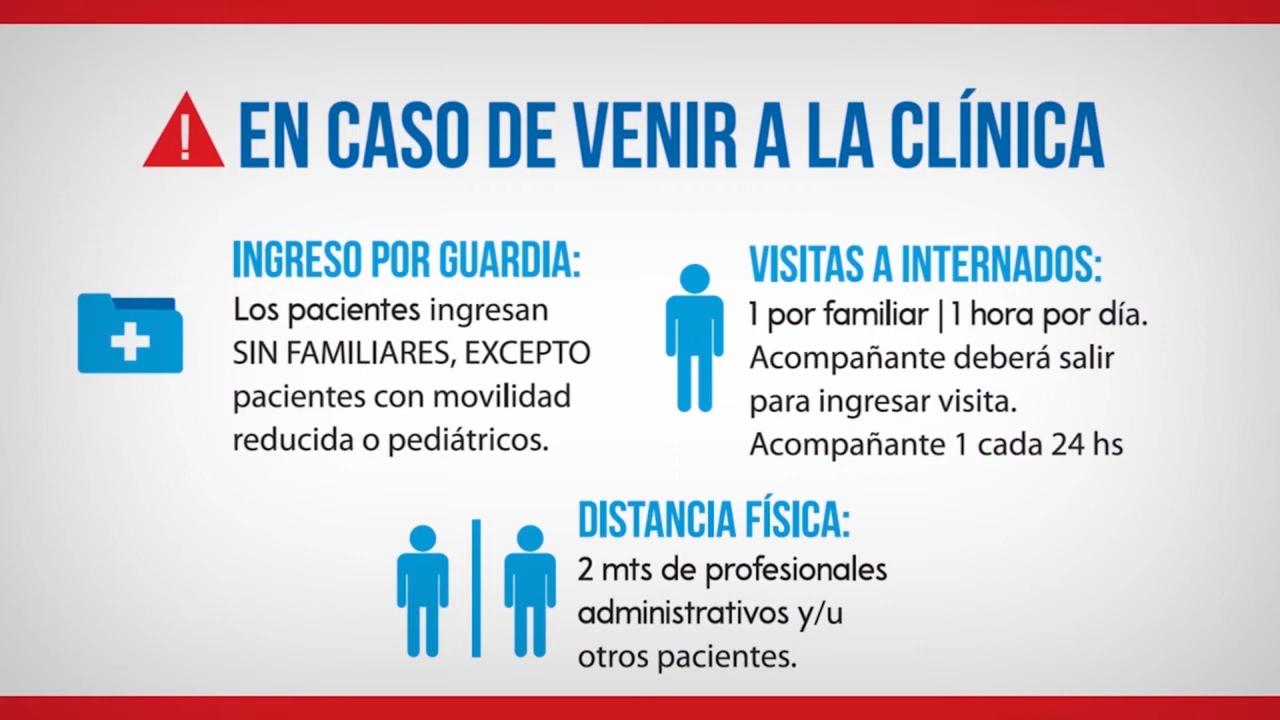 EN CASO DE VENIR A LA CLÍNICA
INGRESO POR GUARDIA:
Los pacientes ingresan
SIN FAMILIARES, EXCEPTO
pacientes con movilidad
reducida o pediátricos.
VISITAS A INTERNADOS:
1 por familiar | 1 hora por día.
Acompañante deberá salir
para ingresar visita.
Acompañante 1 cada 24 hs
DISTANCIA FÍSICA:
2 mts de profesionales
administrativos y/u
otros pacientes.